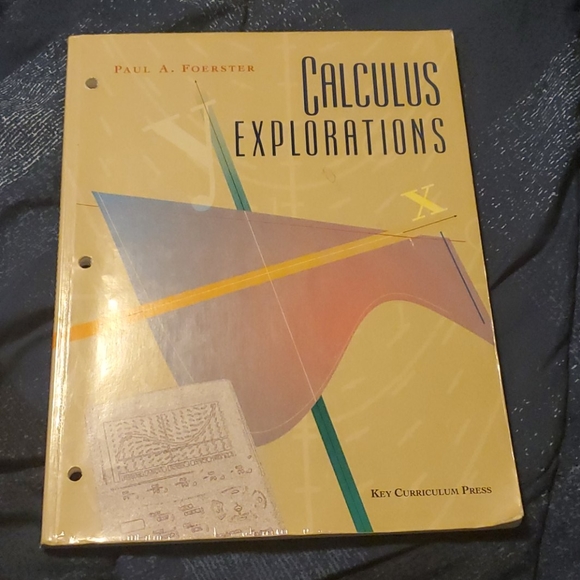 PAUL A. FOERSTER
CALCULUS
EXPLORATIONS
y
x
KEY CURRICULUM PRESS